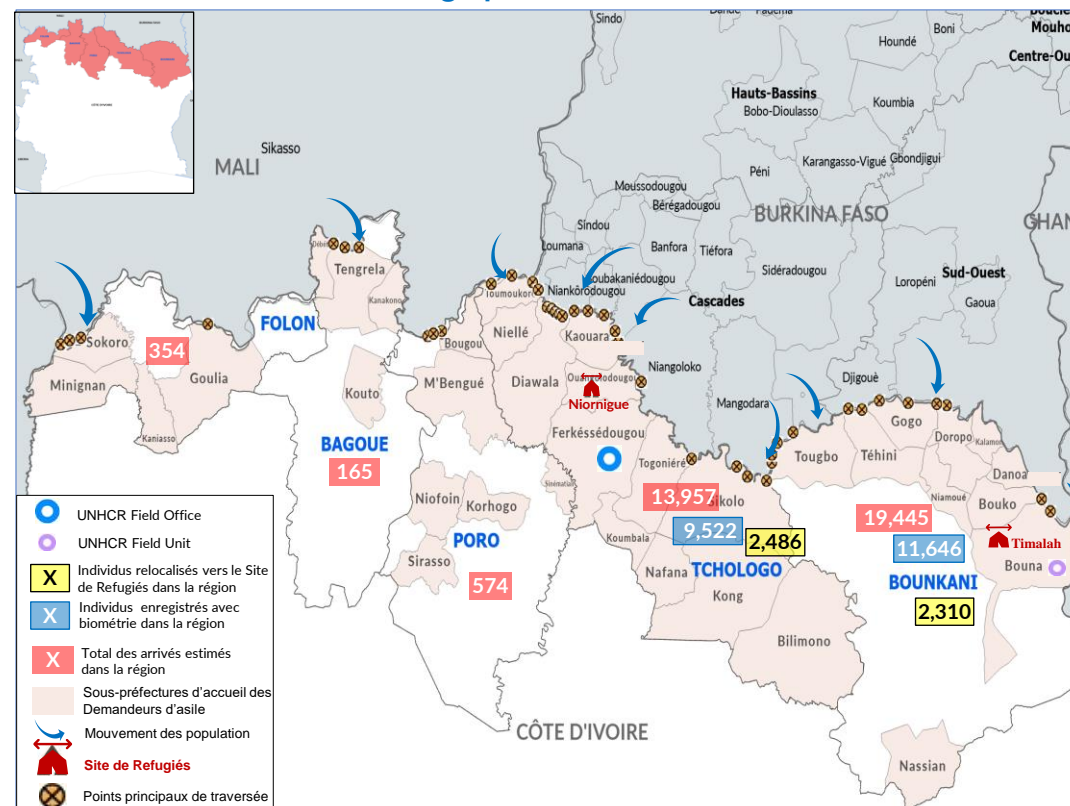 MALI
Sikasso
Sindo
Houndé
Boni
Mouho
Centre-Ou
Hauts-Bassins
Bobo-Dioulasso
Koumbia
Péni
Karangasso-Vigué
Gbondjigui
Moussodougou
Bérégadougou
BURKINA FASO
GHAN
Sindou
Loumana
Banfora
Tiéfora
Soubakaniédougou
Sidéradougou
Niankôrodougou
Loropéni
Sud-Ouest
Gaoua
Cascades
Niangoloko
Djigouè
Mangodara
Tengrela
Kanakono
FOLON
Sokoro
354
Goulia
Minignan
Kaniasso
Toumoukor
Bougou
Niellé
Kaouara
M'Bengué
Diawala
Niornigue
Kouto
BAGOUE
165
Ferkéssédougou
Togoniéré
Tougbo
Téhini
Gogo
Doropo
Kalamon
Danoa
Niamoué
Bouko
Timalah
Bouna
Niofoin
Korhogo
Sirasso
PORO
574
13,957
Sikolo
9,522
2,486
Koumbala
Nafana
TCHOLOGO
Kong
Bilimono
19,445
11,646
BOUNKANI
2,310
CÔTE D'IVOIRE
Nassian
UNHCR Field Office
UNHCR Field Unit
X
Individus relocalisés vers le Site
de Refugiés dans la région
X
Individus enregistrés avec
biométrie dans la région
X
Total des arrivés estimés
dans la région
Sous-préfectures d'accueil des
Demandeurs d'asile
Mouvement des population
Site de Refugiés
Points principaux de traversée